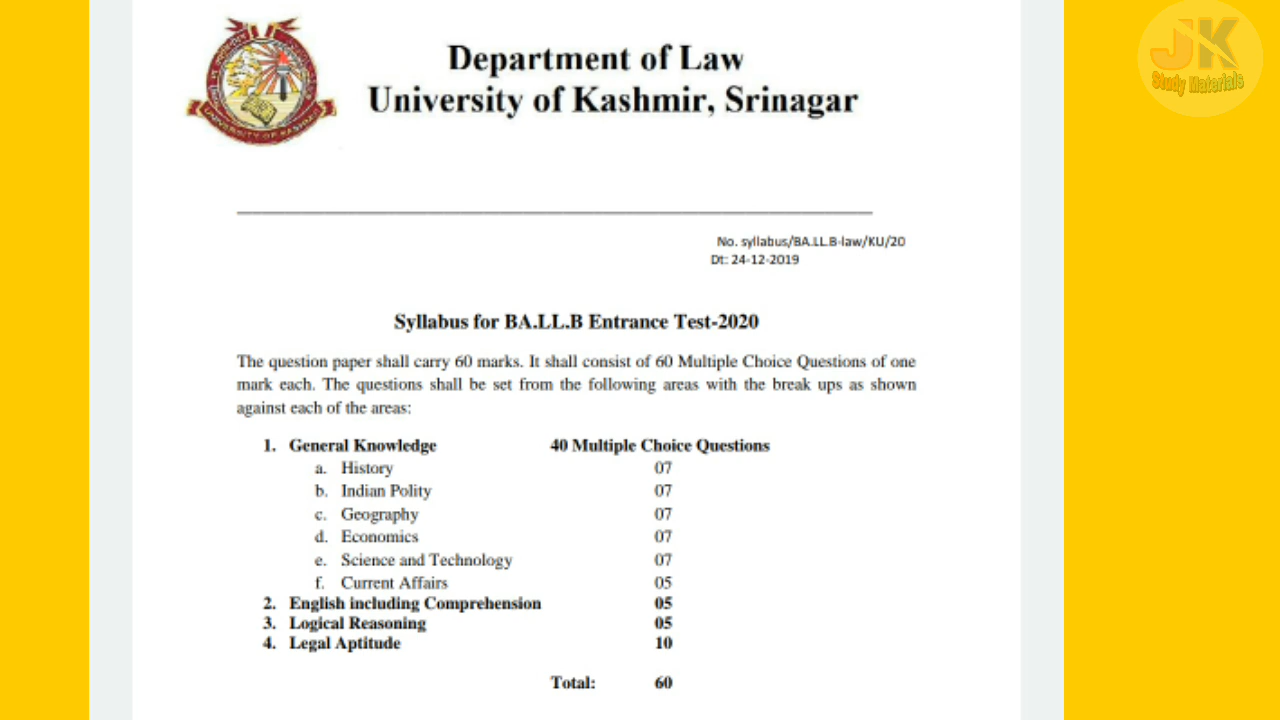 JK
Study Materials
UNIVERSITY OF KASHMIR
Department of Law
University of Kashmir, Srinagar
No. syllabus/BA.LL.B-law/KU/20
Dt: 24-12-2019
Syllabus for BA.LL.B Entrance Test-2020
The question paper shall carry 60 marks. It shall consist of 60 Multiple Choice Questions of one
mark each. The questions shall be set from the following areas with the break ups as shown
against each of the areas:
1. General Knowledge 40 Multiple Choice Questions
a. History 07
b. Indian Polity 07
c. Geography 07
d. Economics 07
e. Science and Technology 07
f. Current Affairs 05
2. English including Comprehension 05
3. Logical Reasoning 05
4. Legal Aptitude 10
Total: 60